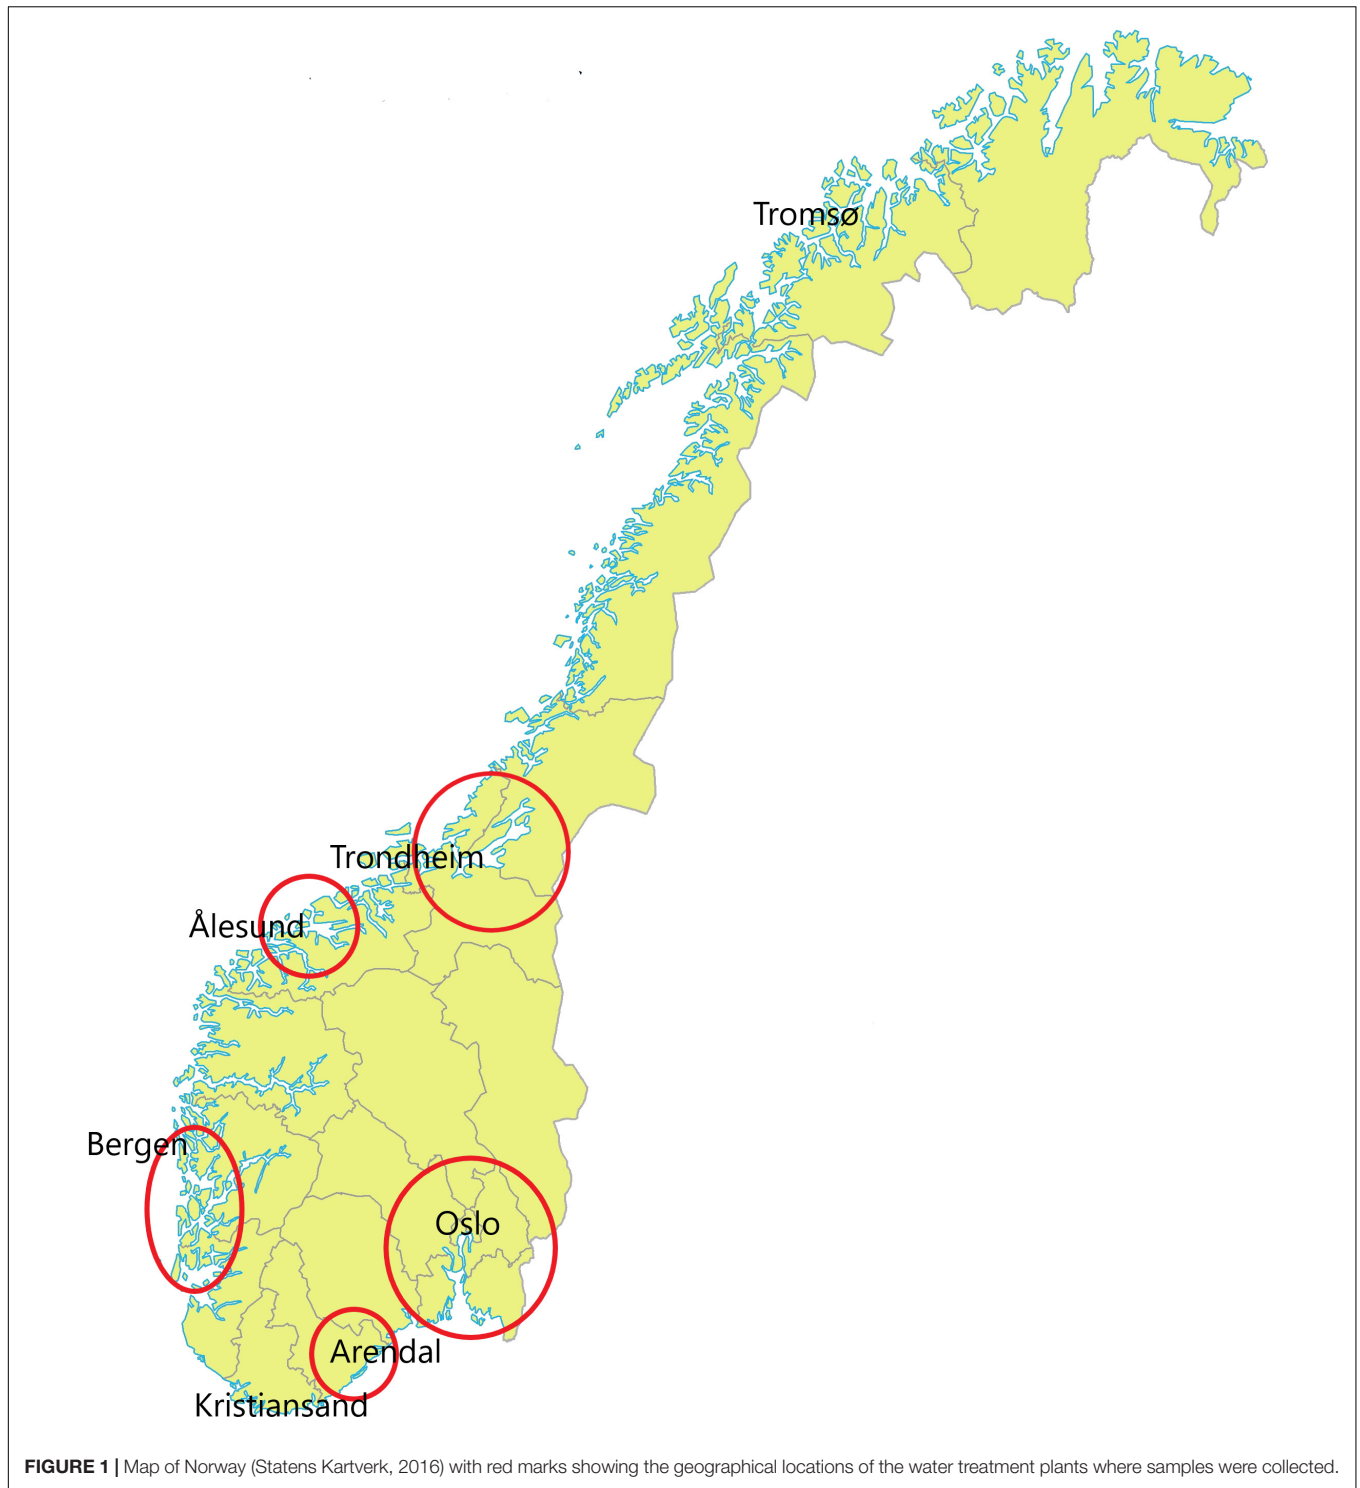 Tromsø
Trondheim
Ålesund
Bergen
Oslo
Arendal
Kristiansand
FIGURE 1 | Map of Norway (Statens Kartverk, 2016) with red marks showing the geographical locations of the water treatment plants where samples were collected.